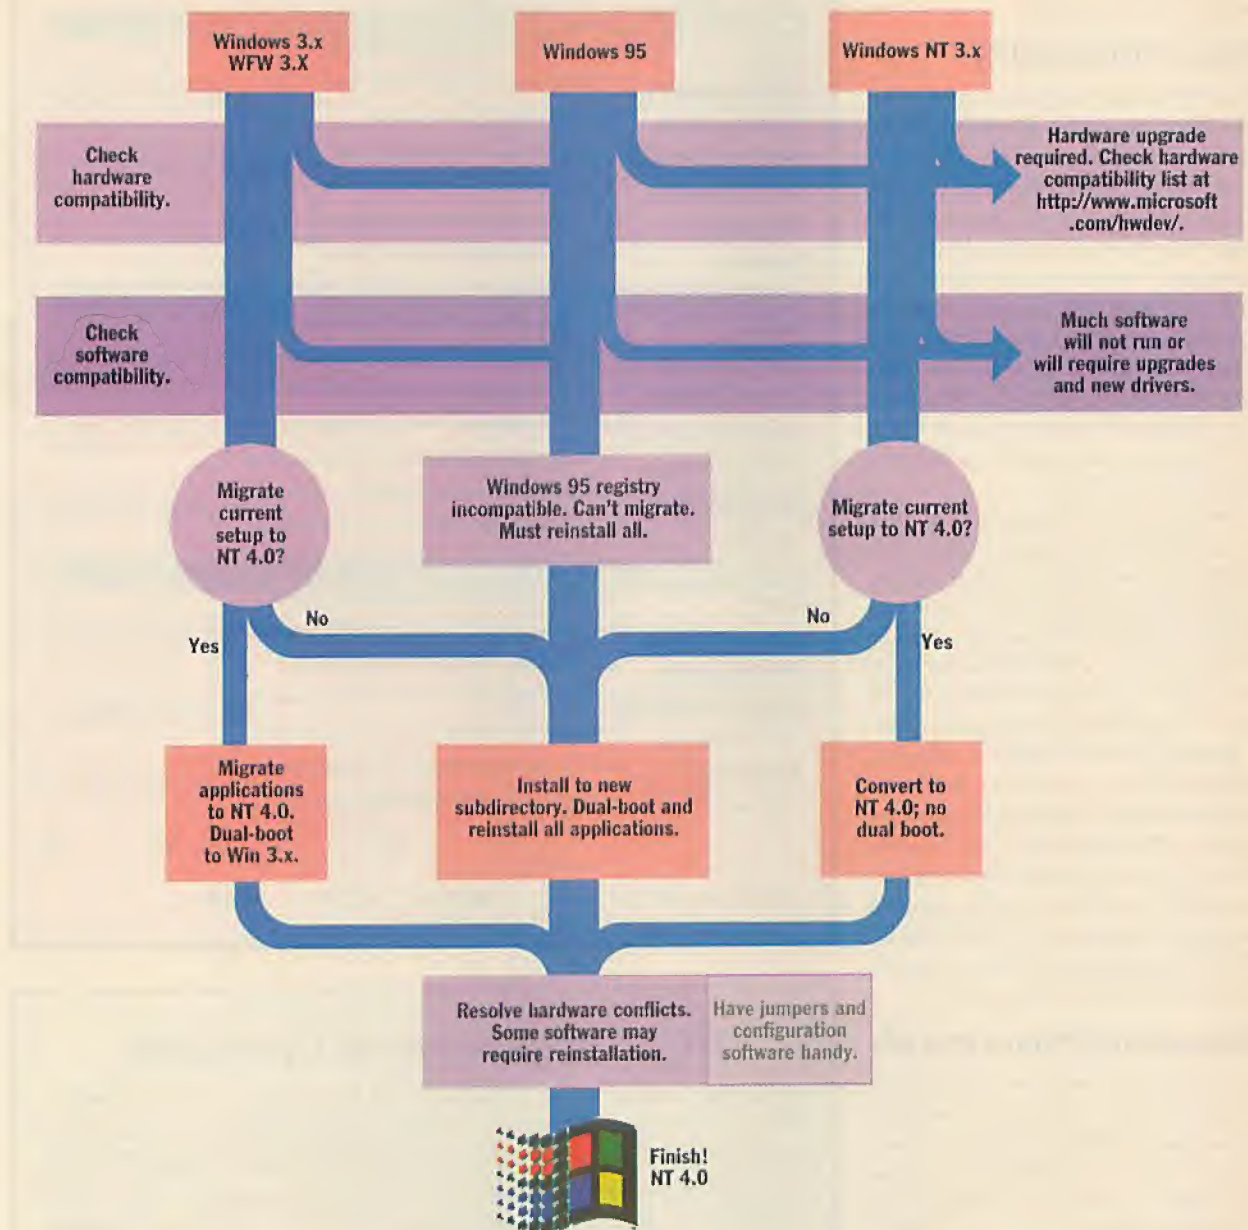 Windows 3.x
WFW 3.X
Windows 95
Windows NT 3.x
Check
hardware
compatibility.
Hardware upgrade
required. Check hardware
compatibility list at
http://www.microsoft
.com/hwdev/.
Check
software
compatibility.
Much software
will not run or
will require upgrades
and new drivers.
Migrate
current
setup to
NT 4.0?
Windows 95 registry
incompatible. Can't migrate.
Must reinstall all.
Migrate current
setup to NT 4.0?
No
Yes
No
Yes
Migrate
applications
to NT 4.0.
Dual-boot
to Win 3.x.
Install to new
subdirectory. Dual-boot and
reinstall all applications.
Convert to
NT 4.0; no
dual boot.
Resolve hardware conflicts.
Some software may
require reinstallation.
Have jumpers and
configuration
software handy.
Finish!
NT 4.0